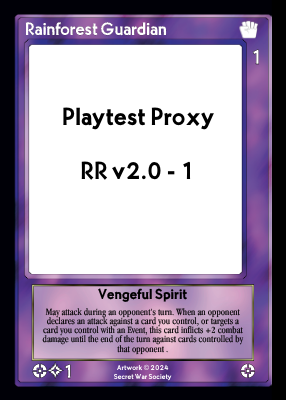 Rainforest Guardian
1
Playtest Proxy
RR v2.0 - 1
Vengeful Spirit
May attack during an opponent's turn. When an opponent
declares an attack against a card you control, or targets a
card you control with an Event, this card inflicts +2 combat
damage until the end of the turn against cards controlled by
that opponent .
1
Artwork © 2024
Secret War Society